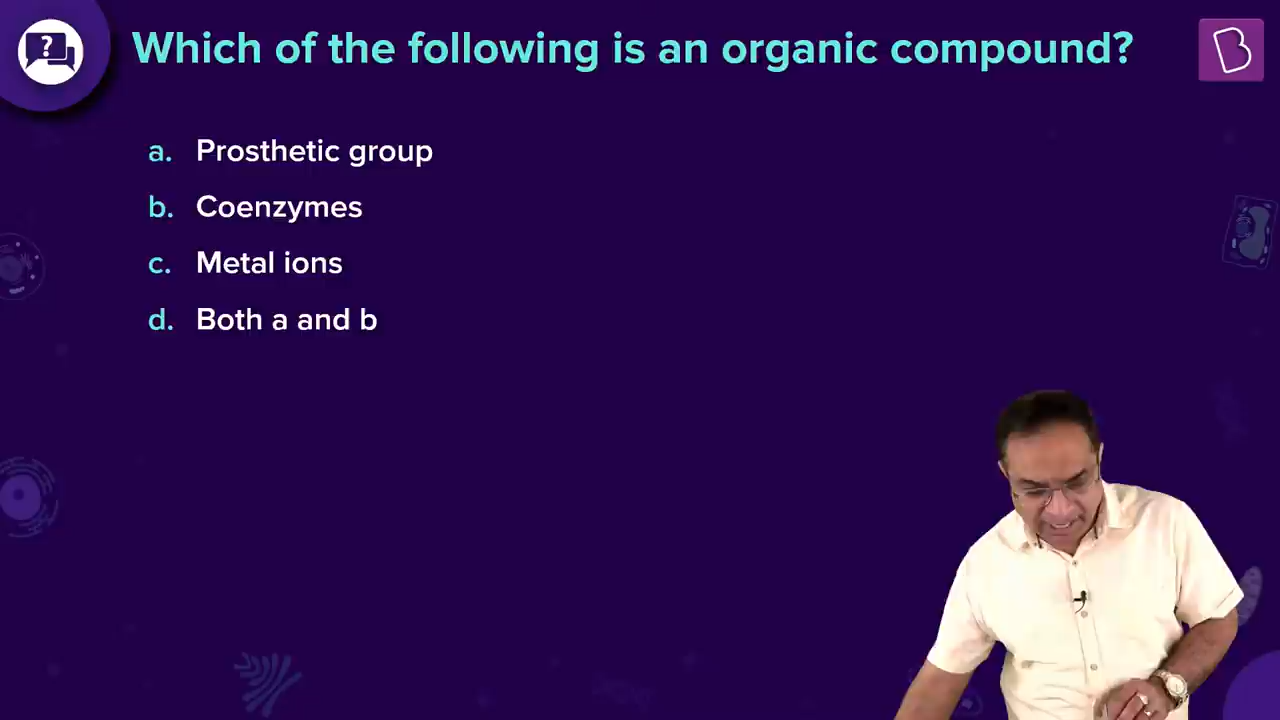 Which of the following is an organic compound?
a. Prosthetic group
b. Coenzymes
c. Metal ions
d. Both a and b